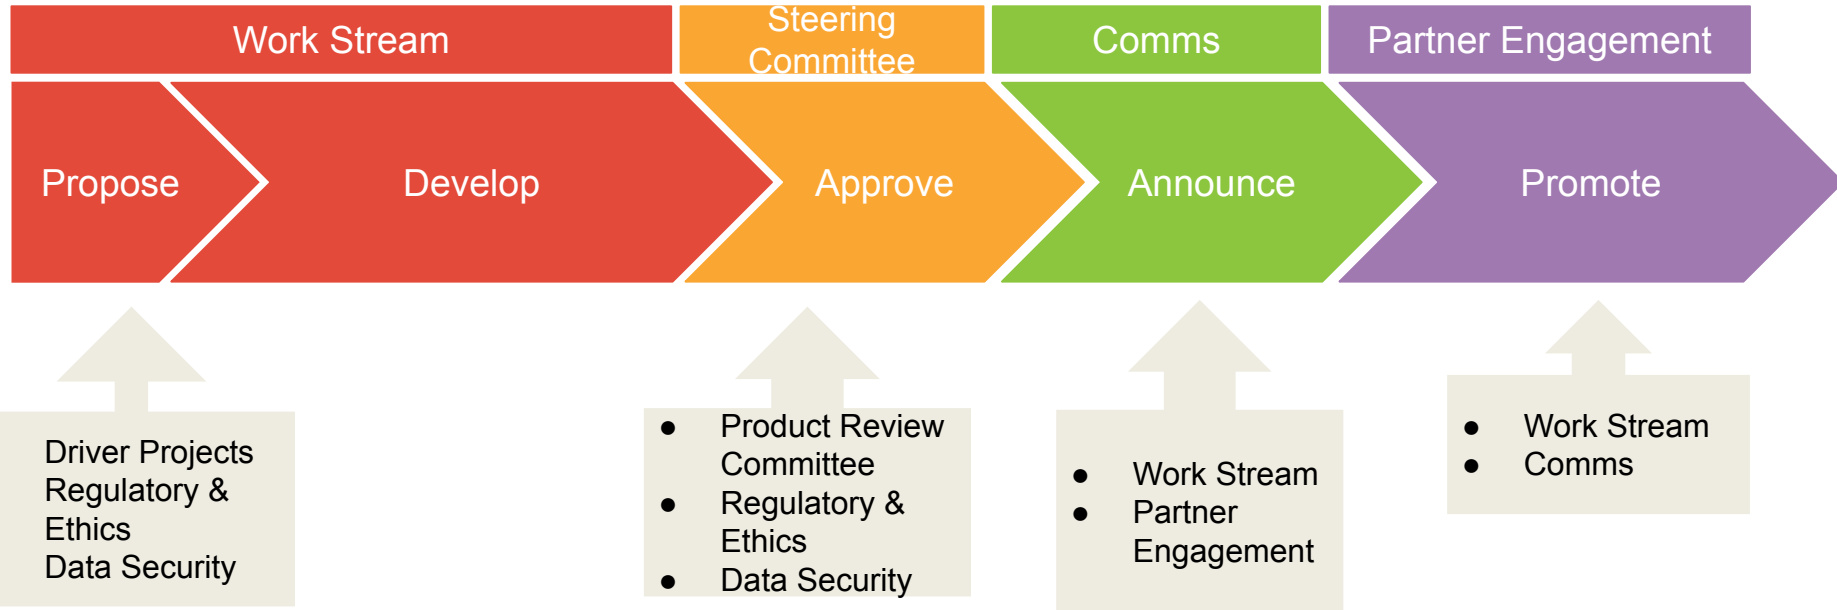 Work Stream
Steering
Committee
Comms
Partner Engagement
Propose
Develop
Approve
Announce
Promote
Driver Projects
Regulatory &
Ethics
Data Security
● Product Review
Committee
● Regulatory &
Ethics
● Data Security
● Work Stream
● Partner
Engagement
● Work Stream
● Comms